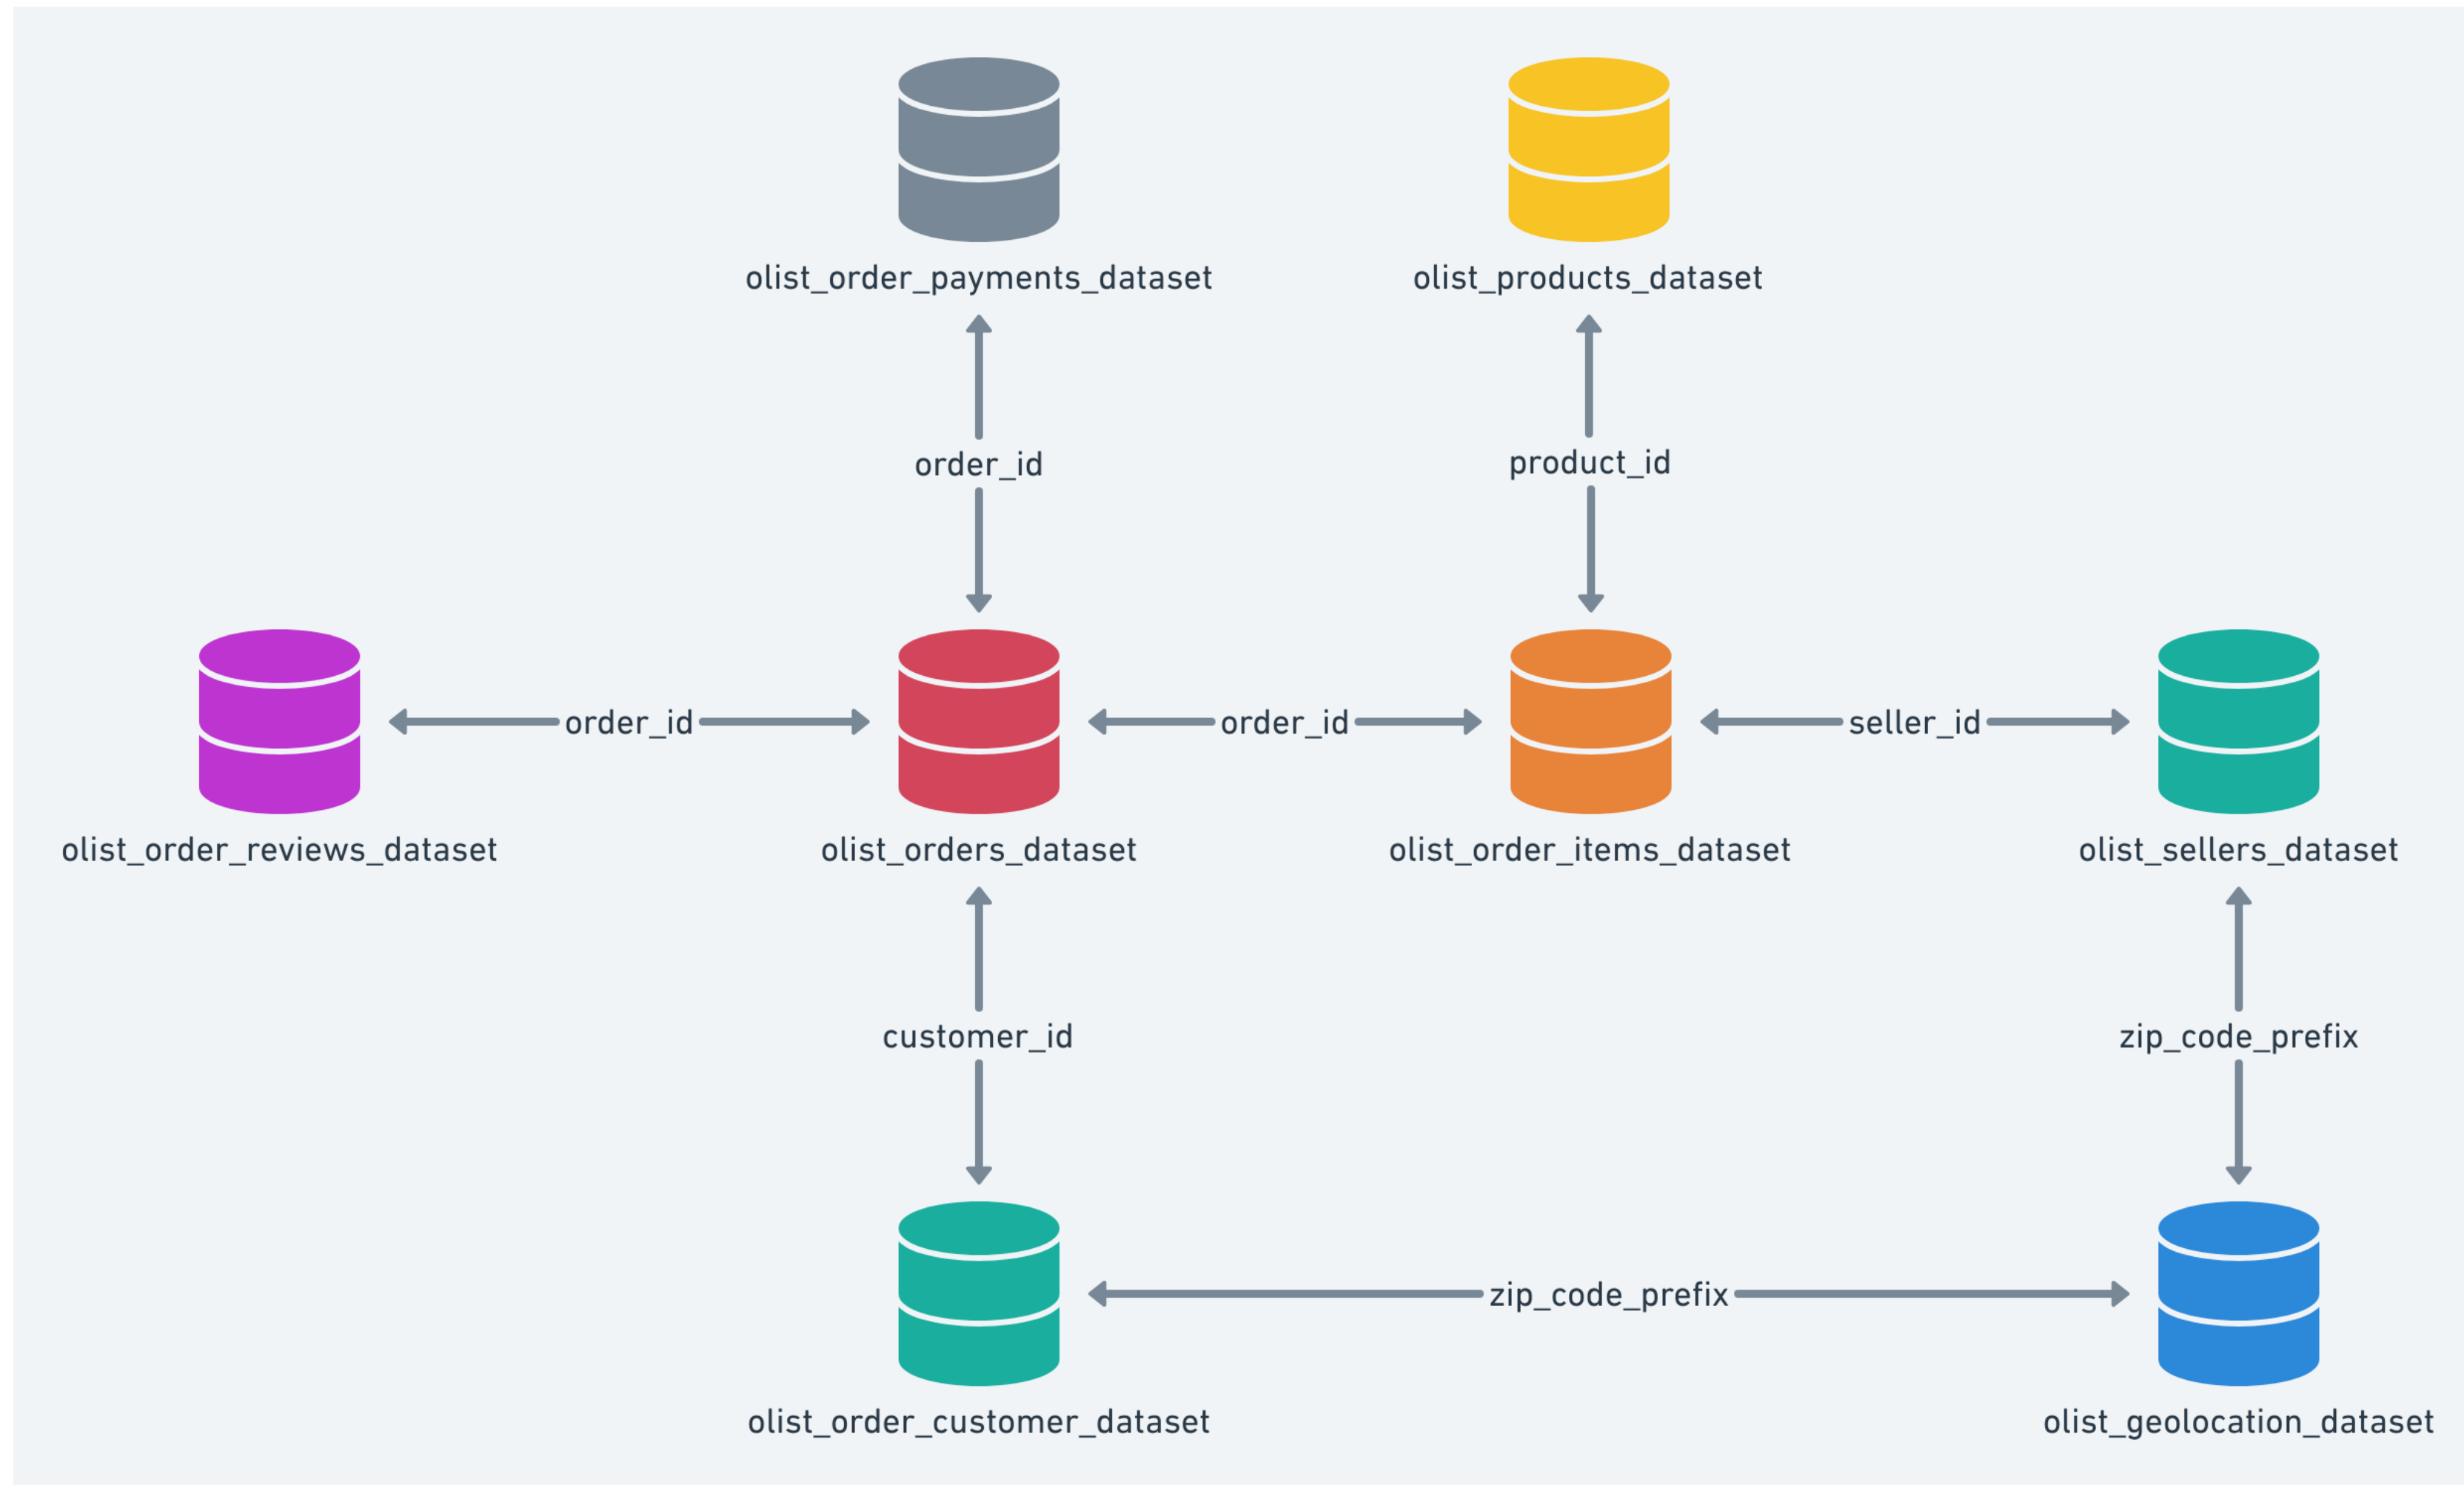 olist_order_payments_dataset
olist_products_dataset
order_id
product_id
order_id
order_id
seller_id
olist_order_reviews_dataset
olist_orders_dataset
olist_order_items_dataset
olist_sellers_dataset
customer_id
zip_code_prefix
zip_code_prefix
olist_order_customer_dataset
olist_geolocation_dataset